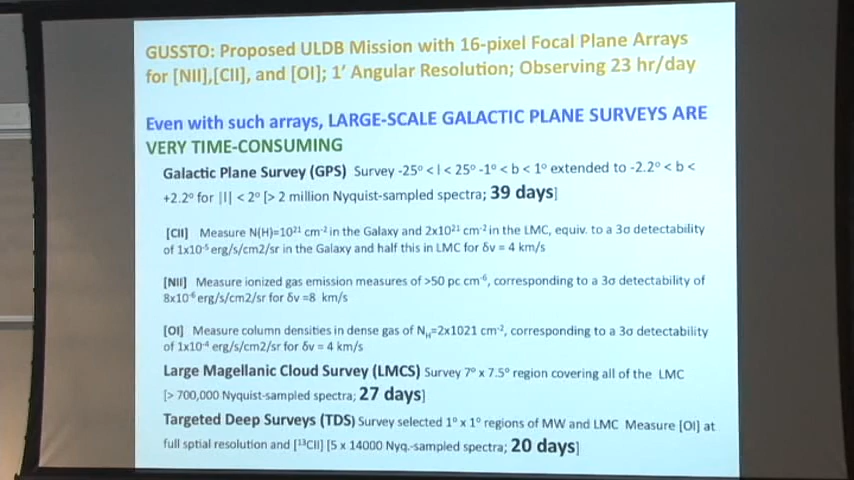 GUSSTO: Proposed ULDB Mission with 16-pixel Focal Plane Arrays
for [NII],[CII], and [OI]; 1' Angular Resolution; Observing 23 hr/day
Even with such arrays, LARGE-SCALE GALACTIC PLANE SURVEYS ARE
VERY TIME-CONSUMING
Galactic Plane Survey (GPS) Survey -25° < l < 25° -1° < b < 1° extended to -2.2° < b <
+2.2° for |l| < 2° [> 2 million Nyquist-sampled spectra; 39 days]
[CII] Measure N(H)=10²¹ cm⁻² in the Galaxy and 2x10²¹ cm⁻² in the LMC, equiv. to a 3σ detectability
of 1x10⁻⁵ erg/s/cm2/sr in the Galaxy and half this in LMC for δv = 4 km/s
[NII] Measure ionized gas emission measures of >50 pc cm⁻⁶, corresponding to a 3σ detectability of
8x10⁻⁶ erg/s/cm2/sr for δv =8 km/s
[OI] Measure column densities in dense gas of N_H=2x1021 cm⁻², corresponding to a 3σ detectability
of 1x10⁻⁴ erg/s/cm2/sr for δv = 4 km/s
Large Magellanic Cloud Survey (LMCS) Survey 7° x 7.5° region covering all of the LMC
[> 700,000 Nyquist-sampled spectra; 27 days]
Targeted Deep Surveys (TDS) Survey selected 1° x 1° regions of MW and LMC Measure [OI] at
full sptial resolution and [¹³CII] [5 x 14000 Nyq.-sampled spectra; 20 days]